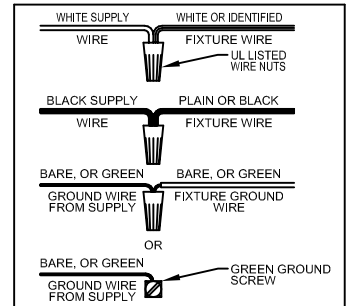 WHITE SUPPLY WHITE OR IDENTIFIED
WIRE FIXTURE WIRE
UL LISTED
WIRE NUTS
BLACK SUPPLY PLAIN OR BLACK
WIRE FIXTURE WIRE
BARE, OR GREEN BARE, OR GREEN
GROUND WIRE FIXTURE GROUND
FROM SUPPLY WIRE
OR
BARE, OR GREEN
GREEN GROUND
GROUND WIRE SCREW
FROM SUPPLY